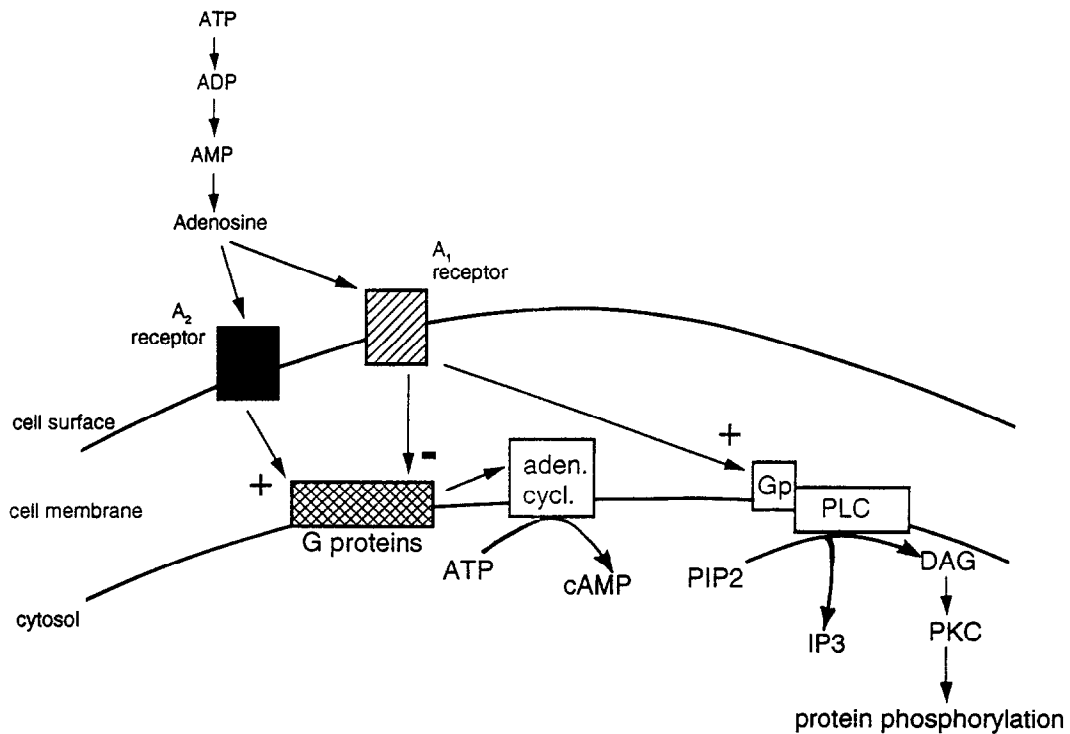 ATP
ADP
AMP
Adenosine
A1
receptor
A2
receptor
cell surface
+
-
+
aden.
cycl.
Gp
PLC
cell membrane
G proteins
ATP
cAMP
PIP2
DAG
cytosol
IP3
PKC
protein phosphorylation